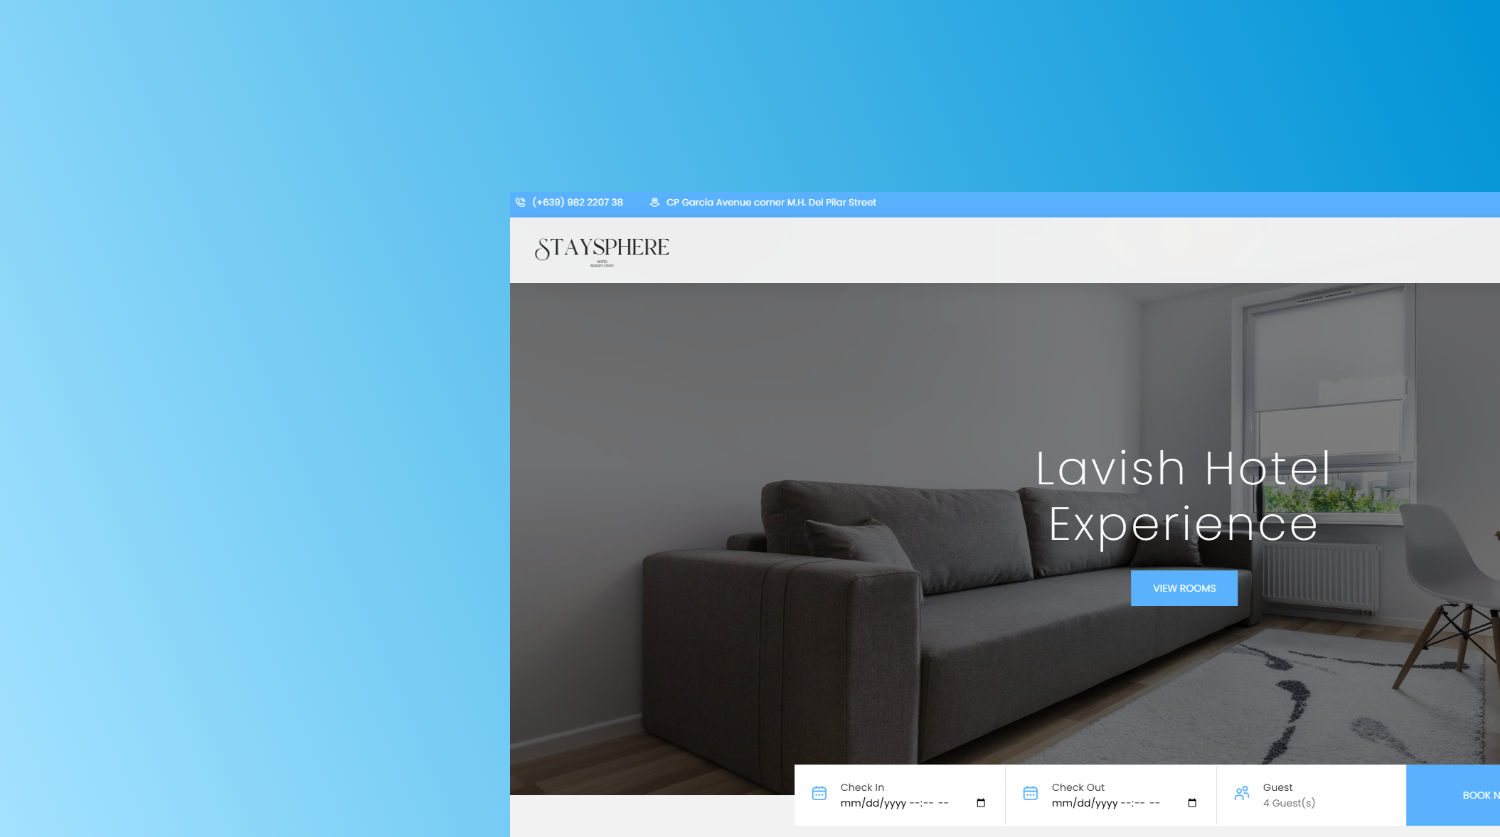 (+639) 982 2207 38
CP Garcia Avenue corner M.H. Del Pilar Street
STAYSPHERE
HOTEL
Lavish Hotel
Experience
VIEW ROOMS
Check In
mm/dd/yyyy --:-- --
Check Out
mm/dd/yyyy --:-- --
Guest
4 Guest(s)
BOOK N